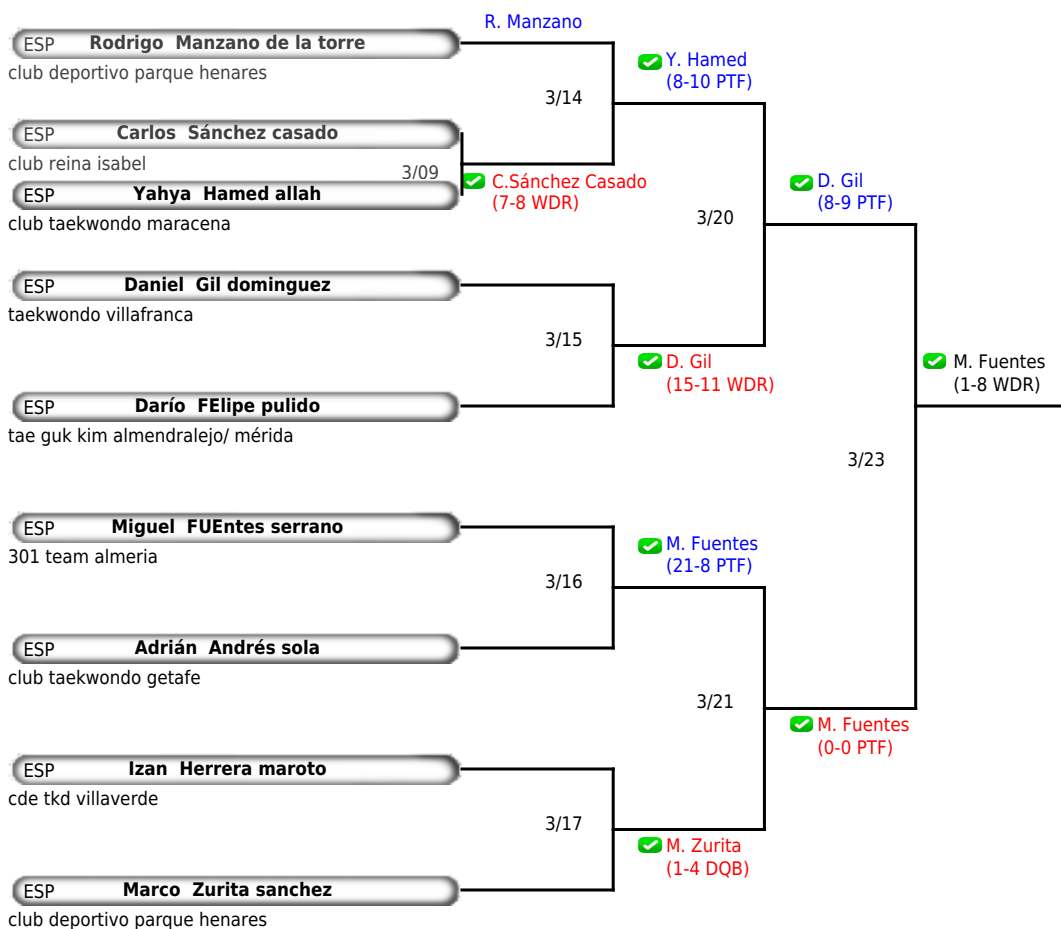 R. Manzano
ESP Rodrigo Manzano de la torre
club deportivo parque henares
Y. Hamed
(8-10 PTF)
3/14
ESP Carlos Sánchez casado
club reina isabel
3/09
C.Sánchez Casado
(7-8 WDR)
ESP Yahya Hamed allah
club taekwondo maracena
D. Gil
(8-9 PTF)
3/20
ESP Daniel Gil dominguez
taekwondo villafranca
3/15
D. Gil
(15-11 WDR)
M. Fuentes
(1-8 WDR)
ESP Darío FElipe pulido
tae guk kim almendralejo/ mérida
3/23
ESP Miguel FUEntes serrano
301 team almeria
M. Fuentes
(21-8 PTF)
3/16
ESP Adrián Andrés sola
club taekwondo getafe
3/21
M. Fuentes
(0-0 PTF)
ESP Izan Herrera maroto
cde tkd villaverde
3/17
M. Zurita
(1-4 DQB)
ESP Marco Zurita sanchez
club deportivo parque henares